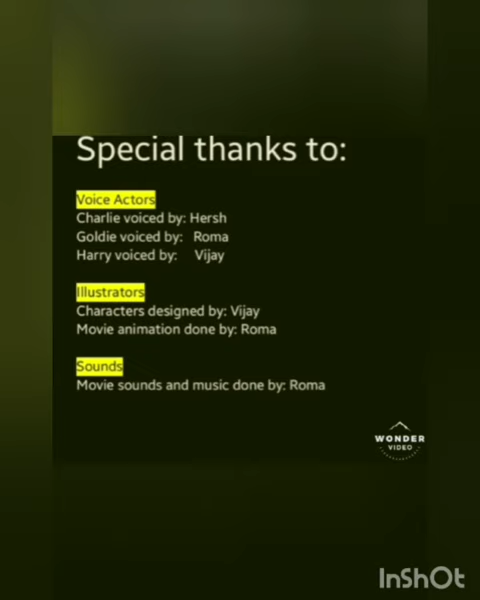 Special thanks to:
Voice Actors
Charlie voiced by: Hersh
Goldie voiced by: Roma
Harry voiced by: Vijay
Illustrators
Characters designed by: Vijay
Movie animation done by: Roma
Sounds
Movie sounds and music done by: Roma
WONDER
VIDEO
InShOt